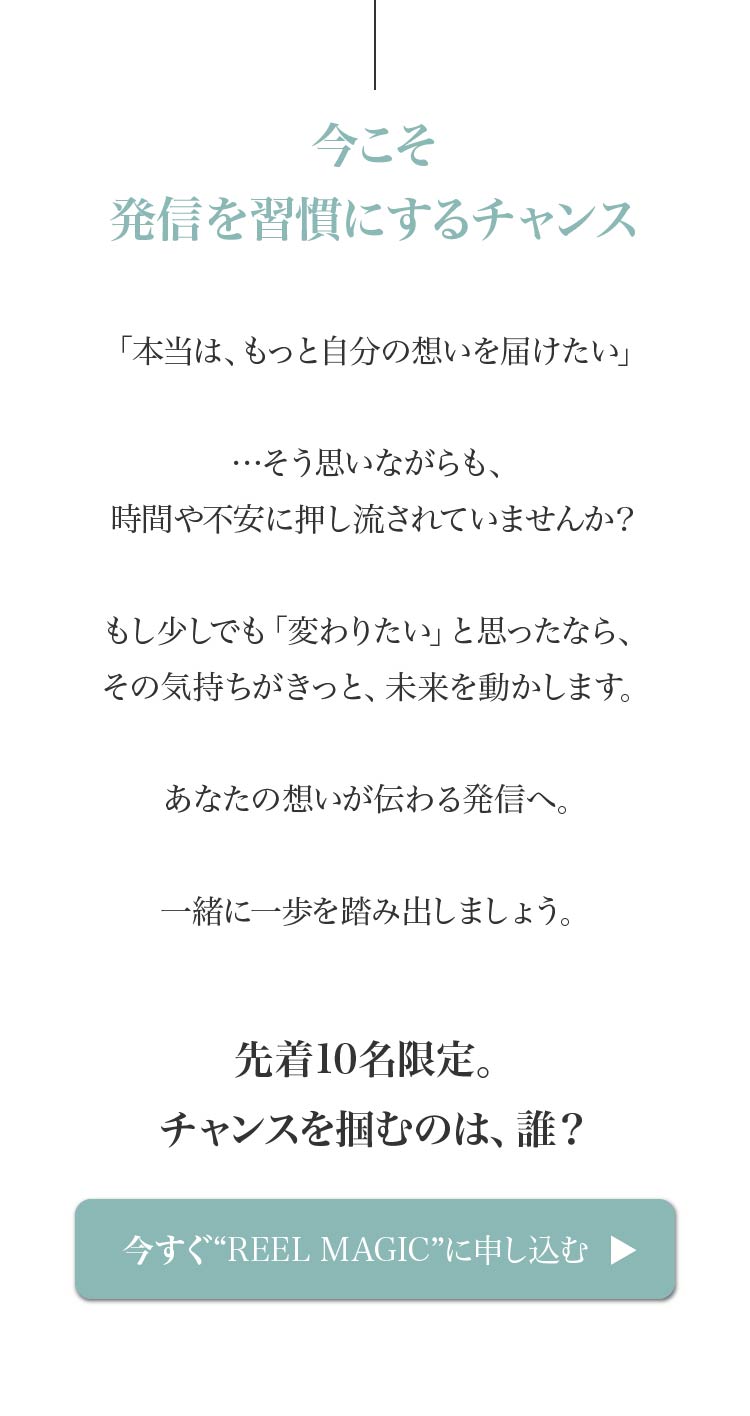 今こそ
発信を習慣にするチャンス
「本当は、もっと自分の想いを届けたい」
…そう思いながらも、
時間や不安に押し流されていませんか？
もし少しでも「変わりたい」と思ったなら、
その気持ちがきっと、未来を動かします。
あなたの想いが伝わる発信へ。
一緒に一歩を踏み出しましょう。
先着10名限定。
チャンスを掴むのは、誰？
今すぐ“REEL MAGIC”に申し込む ▶